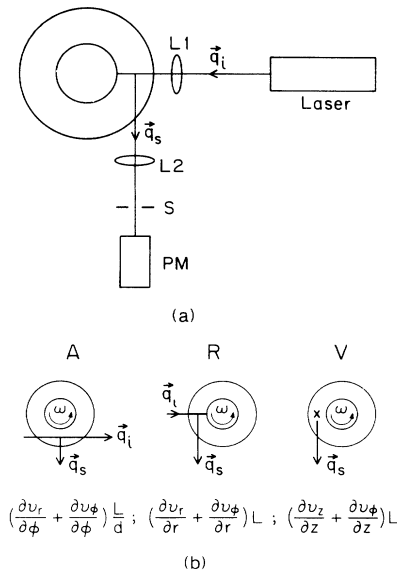 L1
q⃗i
Laser
q⃗s
L2
S
PM
(a)
A R V
ω ω ω
q⃗i q⃗i
q⃗s q⃗s q⃗s
(∂υr/∂ϕ + ∂υϕ/∂ϕ) L/d ; (∂υr/∂r + ∂υϕ/∂r) L ; (∂υz/∂z + ∂υϕ/∂z) L
(b)